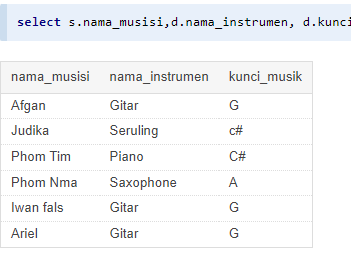 select s.nama_musisi,d.nama_instrumen, d.kunci
nama_musisi nama_instrumen kunci_musik
Afgan Gitar G
Judika Seruling c#
Phom Tim Piano C#
Phom Nma Saxophone A
Iwan fals Gitar G
Ariel Gitar G